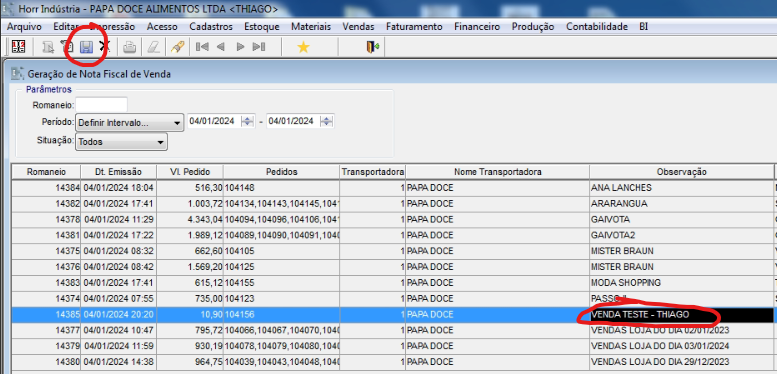 Horr Indústria - PAPA DOCE ALIMENTOS LTDA <THIAGO>
Arquivo Editar Impressão Acesso Cadastros Estoque Materiais Vendas Faturamento Financeiro Produção Contabilidade BI
Geração de Nota Fiscal de Venda
Parâmetros
Romaneio:
Período: Definir Intervalo... 04/01/2024 - 04/01/2024
Situação: Todos
Romaneio Dt. Emissão Vl. Pedido Pedidos Transportadora Nome Transportadora Observação
14384 04/01/2024 18:04 516,30 104148 1 PAPA DOCE ANA LANCHES
14382 04/01/2024 17:41 1.003,72 104134,104143,104145,104 1 PAPA DOCE ARARANGUA
14378 04/01/2024 11:29 4.343,04 104094,104096,104106,104 1 PAPA DOCE GAIVOTA
14381 04/01/2024 17:22 1.989,12 104089,104090,104091,104 1 PAPA DOCE GAIVOTA2
14375 04/01/2024 08:32 662,60 104105 1 PAPA DOCE MISTER BRAUN
14376 04/01/2024 08:42 1.569,20 104125 1 PAPA DOCE MISTER BRAUN
14383 04/01/2024 17:41 615,12 104155 1 PAPA DOCE MODA SHOPPING
14374 04/01/2024 07:55 735,00 104123 1 PAPA DOCE
14385 04/01/2024 20:20 10,90 104156 1 PAPA DOCE VENDA TESTE - THIAGO
14377 04/01/2024 10:47 795,72 104066,104067,104070,104 1 PAPA DOCE VENDAS LOJA DO DIA 02/01/2023
14379 04/01/2024 11:59 930,19 104078,104079,104080,104 1 PAPA DOCE VENDAS LOJA DO DIA 03/01/2024
14380 04/01/2024 14:38 964,75 104039,104043,104048,104 1 PAPA DOCE VENDAS LOJA DO DIA 29/12/2023